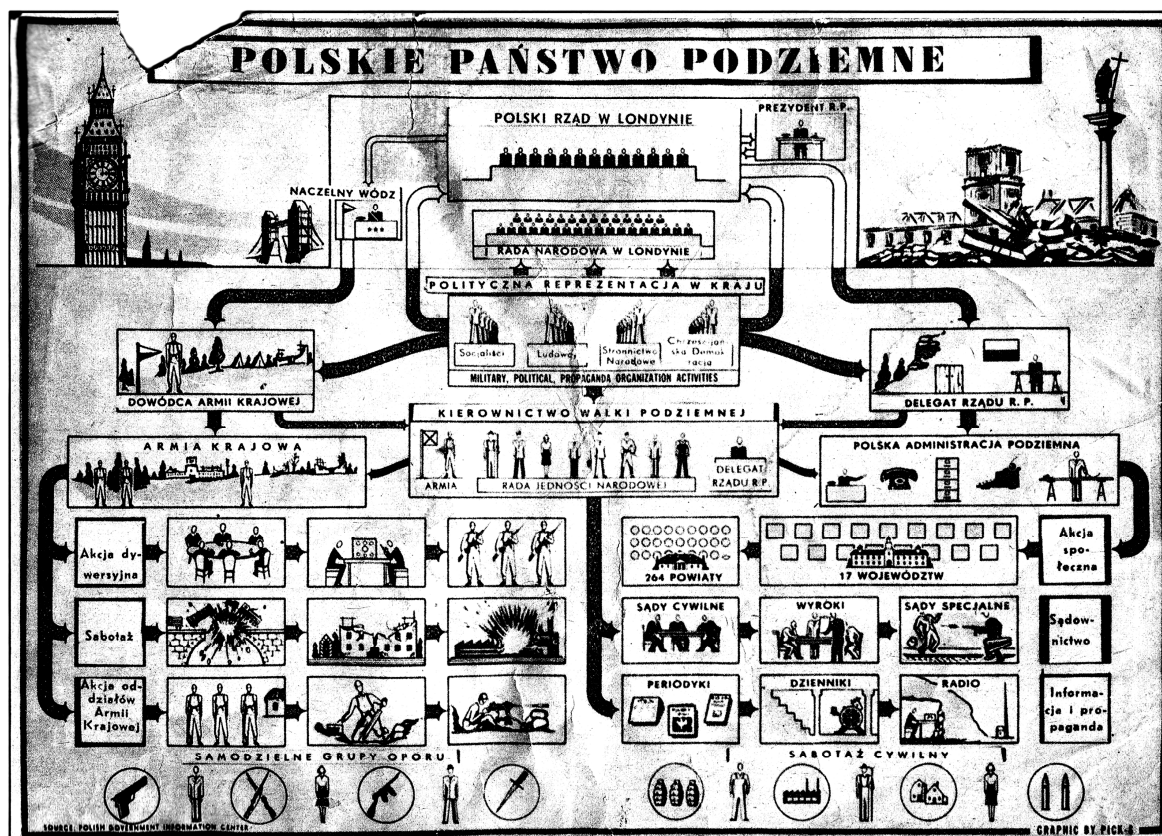 POLSKIE PAŃSTWO PODZIEMNE
POLSKI RZĄD W LONDYNIE
PREZYDENT R.P.
NACZELNY WÓDZ
RADA NARODOWA W LONDYNIE
POLITYCZNA REPREZENTACJA W KRAJU
Socjaliści
Ludowcy
Stronnictwo
Narodowe
Chrześcijań-
ska Demok
racja
MILITARY, POLITICAL, PROPAGANDA ORGANIZATION ACTIVITIES
DOWÓDCA ARMII KRAJOWEJ
DELEGAT RZĄDU R. P.
KIEROWNICTWO WALKI PODZIEMNEJ
ARMIA
RADA JEDNOŚCI NARODOWEJ
DELEGAT
RZĄDU R.P.
ARMIA KRAJOWA
POLSKA ADMINISTRACJA PODZIEMNA
Akcja dy-
wersyjna
264 POWIATY
17 WOJEWÓDZTW
Akcja
spo-
łeczna
Sabotaż
SĄDY CYWILNE
WYROKI
SĄDY SPECJALNE
Sądow-
nictwo
Akcja od-
działów
Armii
Krajowej
PERIODYKI
DZIENNIKI
RADIO
Informa-
cja i pro-
paganda
SAMODZIELNE GRUPY OPORU
SABOTAŻ CYWILNY
SOURCE: POLISH GOVERNMENT INFORMATION CENTER
GRAPHIC BY PICK-S